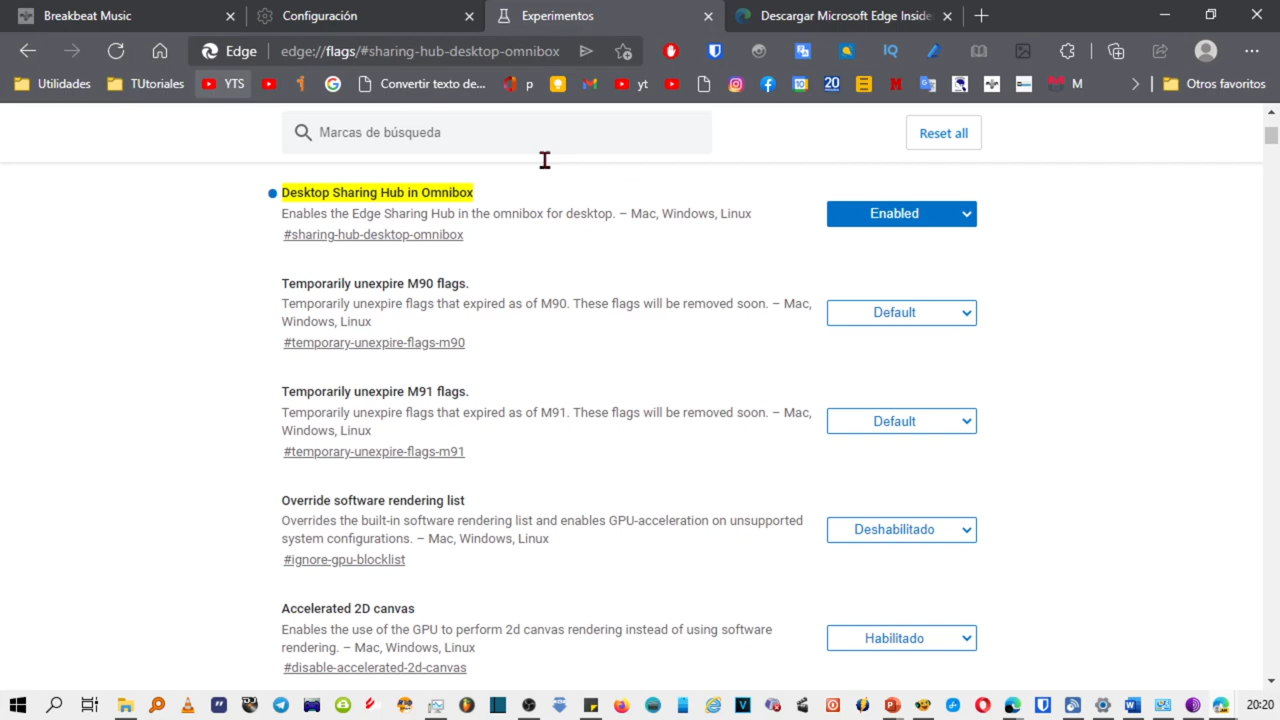 Breakbeat Music
Configuración
Experimentos
Descargar Microsoft Edge Inside
Edge
edge://flags/#sharing-hub-desktop-omnibox
Utilidades
TUtoriales
YTS
Convertir texto de...
p
yt
20
M
Otros favoritos
Marcas de búsqueda
Reset all
Desktop Sharing Hub in Omnibox
Enables the Edge Sharing Hub in the omnibox for desktop. – Mac, Windows, Linux
#sharing-hub-desktop-omnibox
Enabled
Temporarily unexpire M90 flags.
Temporarily unexpire flags that expired as of M90. These flags will be removed soon. – Mac,
Windows, Linux
#temporary-unexpire-flags-m90
Default
Temporarily unexpire M91 flags.
Temporarily unexpire flags that expired as of M91. These flags will be removed soon. – Mac,
Windows, Linux
#temporary-unexpire-flags-m91
Default
Override software rendering list
Overrides the built-in software rendering list and enables GPU-acceleration on unsupported
system configurations. – Mac, Windows, Linux
#ignore-gpu-blocklist
Deshabilitado
Accelerated 2D canvas
Enables the use of the GPU to perform 2d canvas rendering instead of using software
rendering. – Mac, Windows, Linux
#disable-accelerated-2d-canvas
Habilitado
20:20